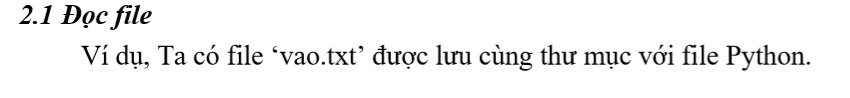 2.1 Đọc file
Ví dụ, Ta có file ‘vao.txt’ được lưu cùng thư mục với file Python.